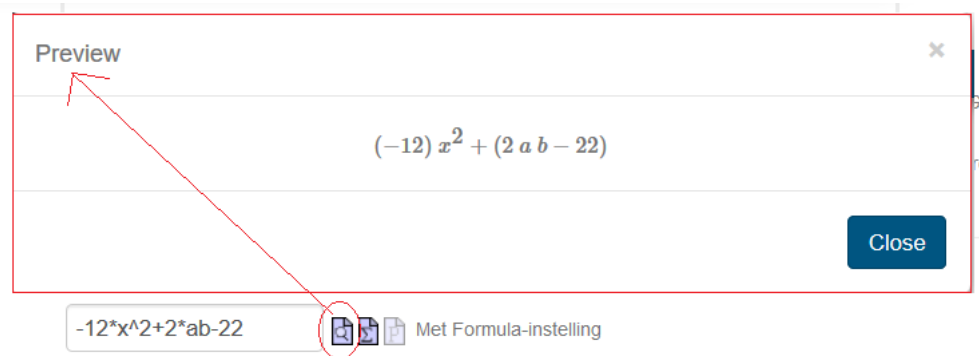 Preview ×
(−12) x² + (2 a b − 22)
Close
-12*x^2+2*ab-22 Met Formula-instelling